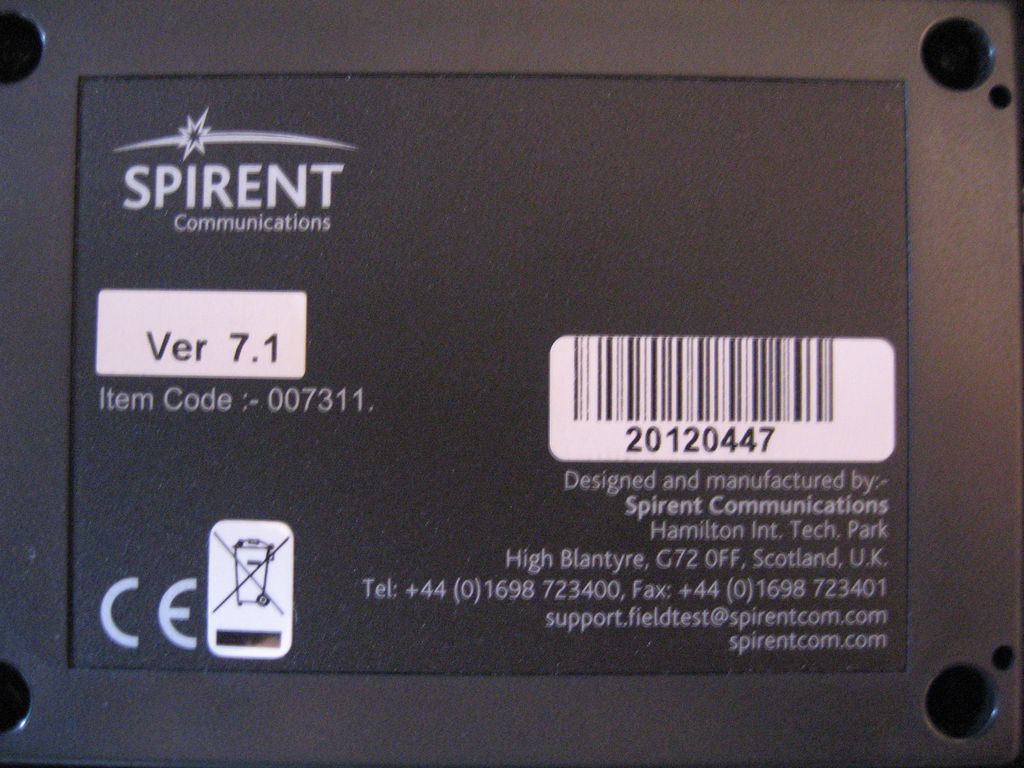 SPIRENT
Communications
Ver 7.1
Item Code :- 007311.
20120447
Designed and manufactured by:-
Spirent Communications
Hamilton Int. Tech. Park
High Blantyre, G72 0FF, Scotland, U.K.
Tel: +44 (0)1698 723400, Fax: +44 (0)1698 723401
support.fieldtest@spirentcom.com
spirentcom.com
CE